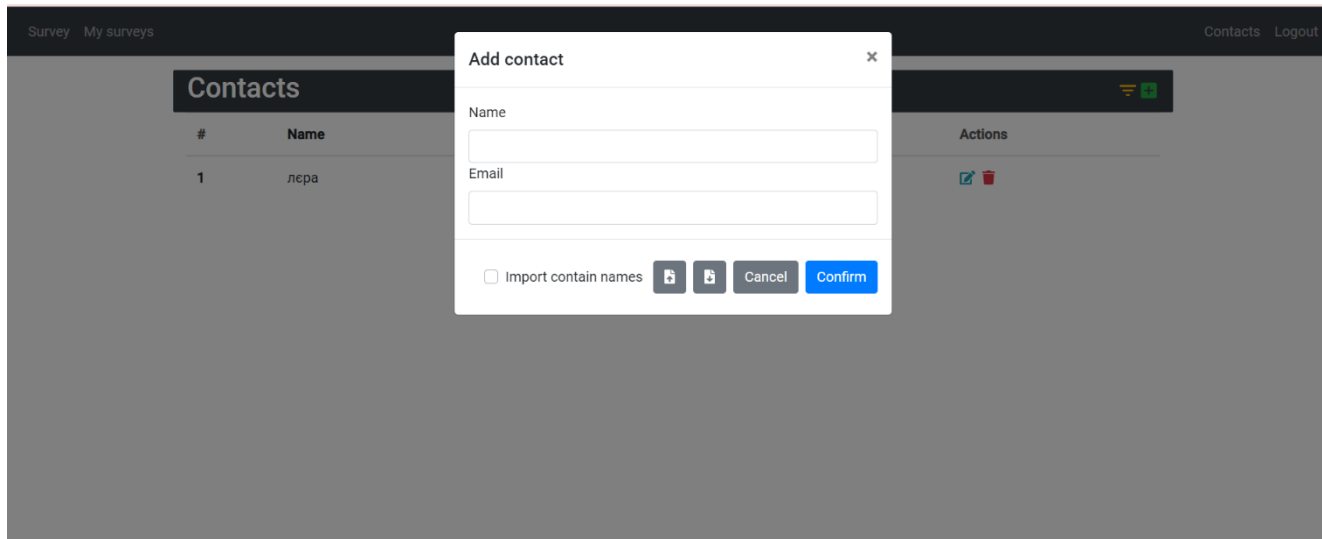 Survey My surveys Contacts Logout
Add contact ×
Contacts
Name
# Name Actions
Email
1 лєра
Import contain names Cancel Confirm